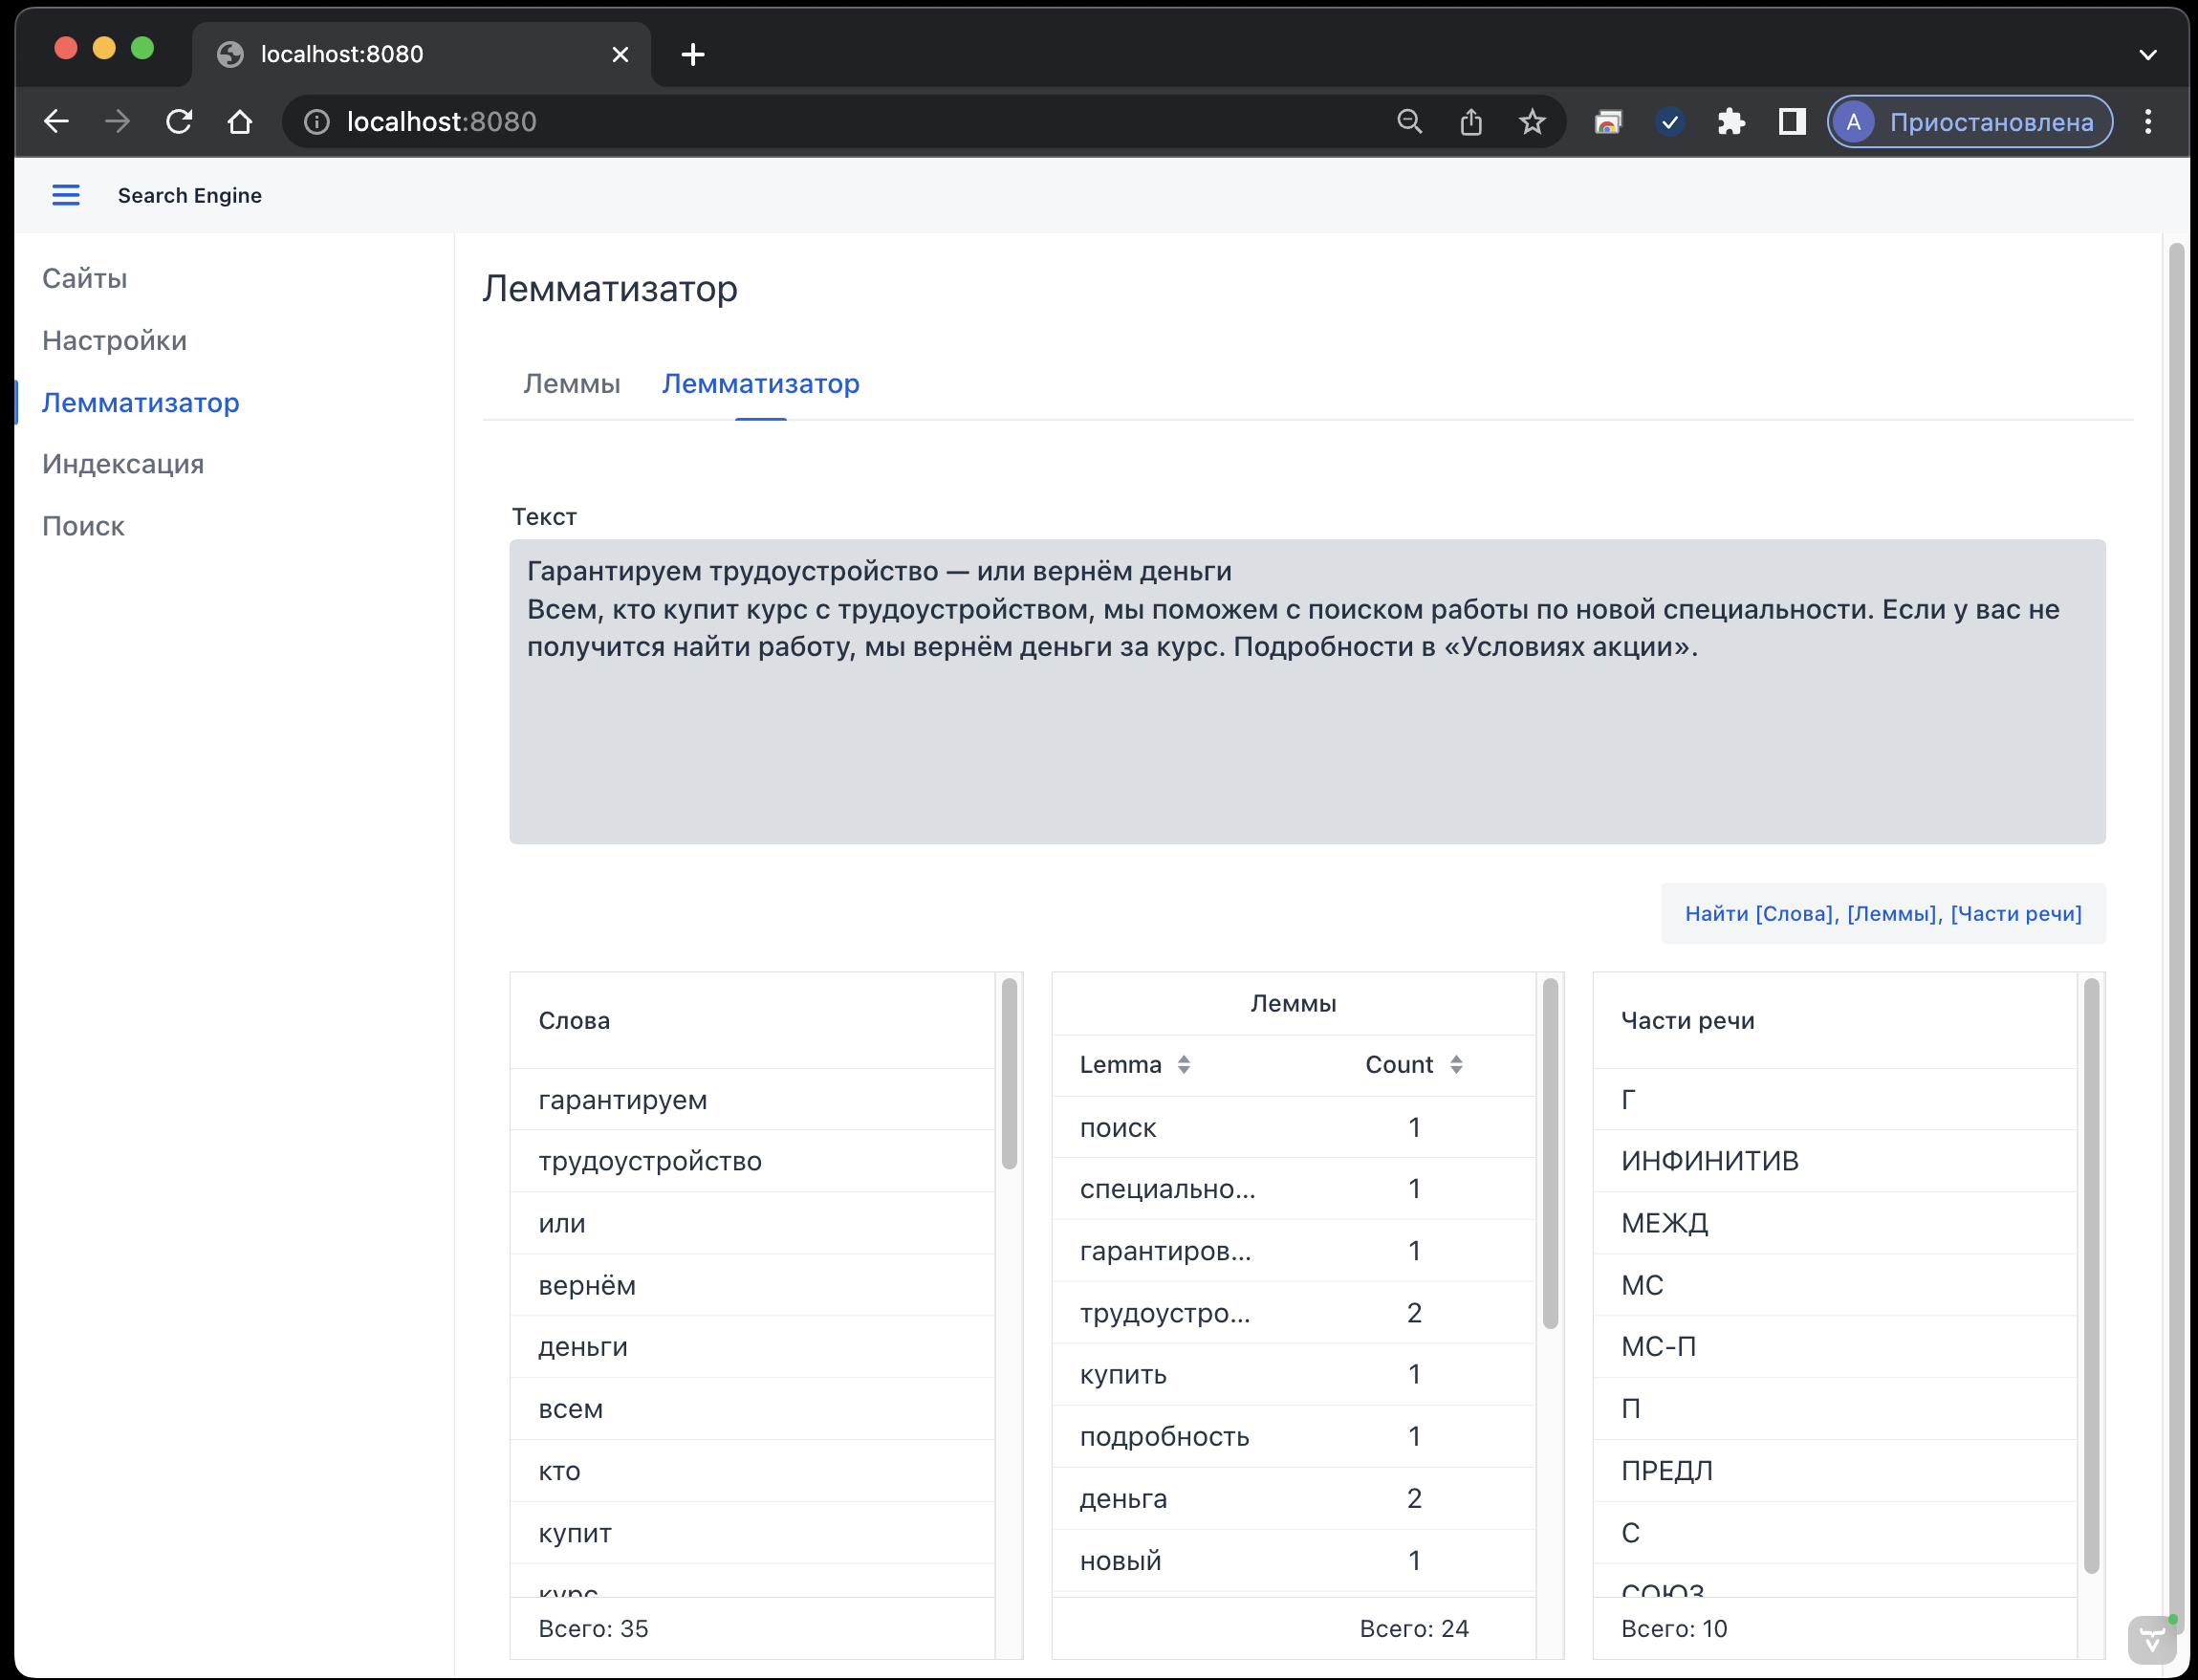 localhost:8080
localhost:8080
A Приостановлена
Search Engine
Сайты
Настройки
Лемматизатор
Индексация
Поиск
Лемматизатор
Леммы Лемматизатор
Текст
Гарантируем трудоустройство — или вернём деньги
Всем, кто купит курс с трудоустройством, мы поможем с поиском работы по новой специальности. Если у вас не
получится найти работу, мы вернём деньги за курс. Подробности в «Условиях акции».
Найти [Слова], [Леммы], [Части речи]
Слова
гарантируем
трудоустройство
или
вернём
деньги
всем
кто
купит
курс
Всего: 35
Леммы
Lemma Count
поиск 1
специально... 1
гарантиров... 1
трудоустро... 2
купить 1
подробность 1
деньга 2
новый 1
Всего: 24
Части речи
Г
ИНФИНИТИВ
МЕЖД
МС
МС-П
П
ПРЕДЛ
С
СОЮЗ
Всего: 10